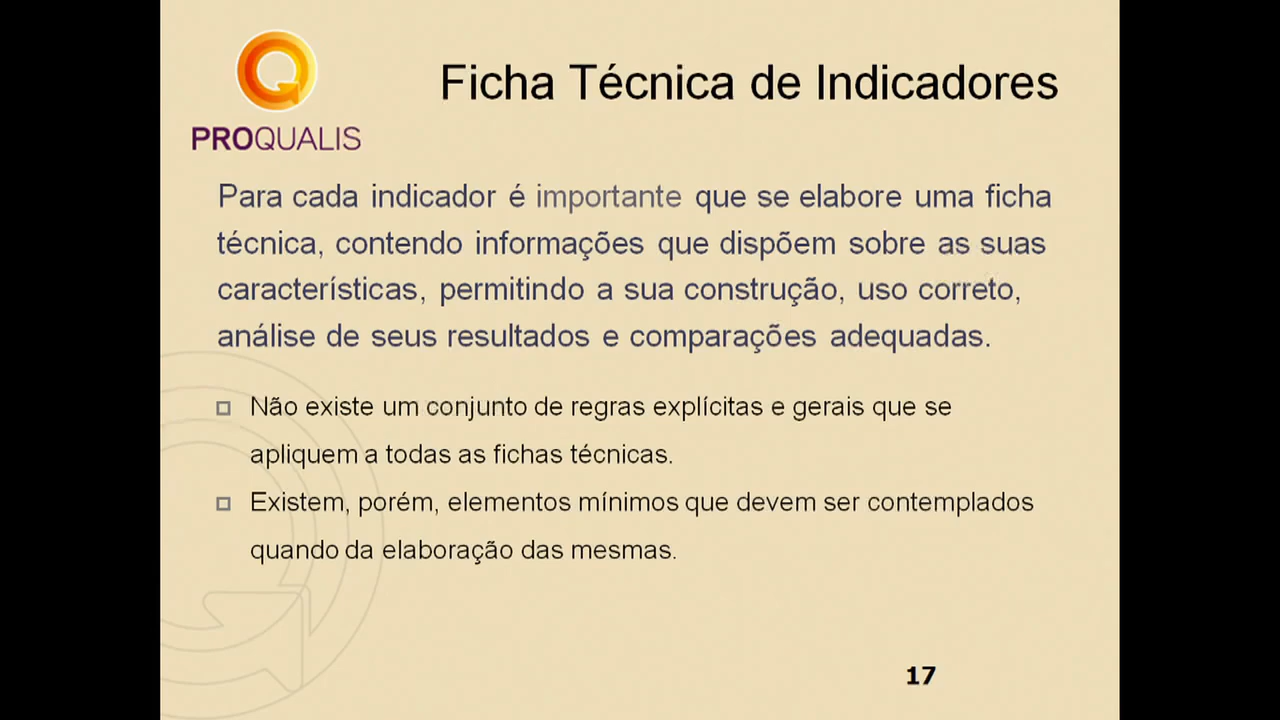 Ficha Técnica de Indicadores
PROQUALIS
Para cada indicador é importante que se elabore uma ficha
técnica, contendo informações que dispõem sobre as suas
características, permitindo a sua construção, uso correto,
análise de seus resultados e comparações adequadas.
Não existe um conjunto de regras explícitas e gerais que se
apliquem a todas as fichas técnicas.
Existem, porém, elementos mínimos que devem ser contemplados
quando da elaboração das mesmas.
17